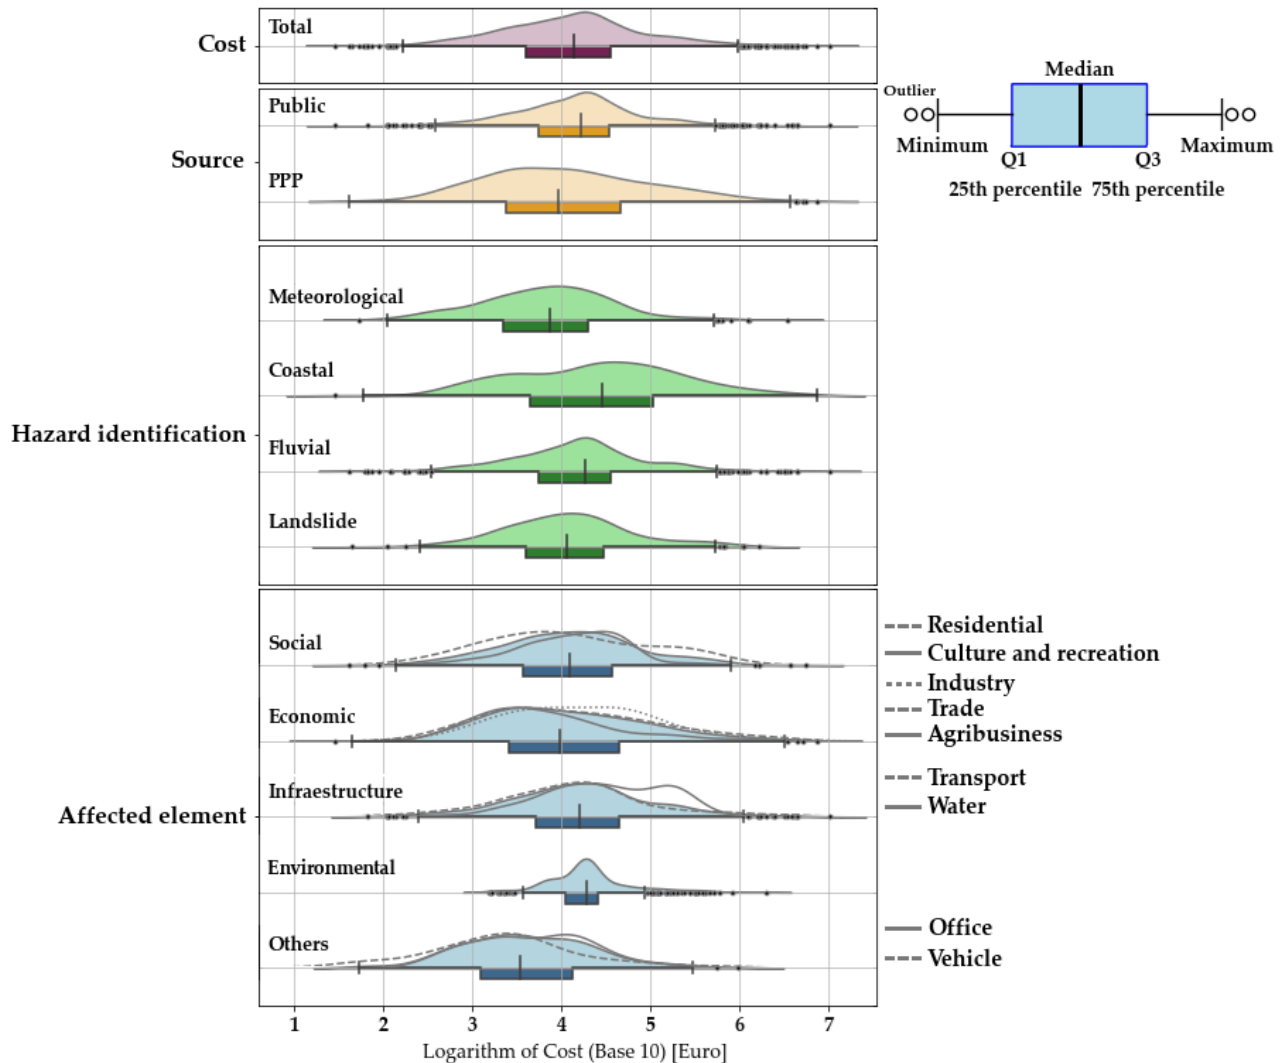 Cost
Total
Source
Public
PPP
Median
Outlier
Minimum
Maximum
Q1
Q3
25th percentile
75th percentile
Hazard identification
Meteorological
Coastal
Fluvial
Landslide
Affected element
Social
Economic
Infraestructure
Environmental
Others
Residential
Culture and recreation
Industry
Trade
Agribusiness
Transport
Water
Office
Vehicle
1 2 3 4 5 6 7
Logarithm of Cost (Base 10) [Euro]